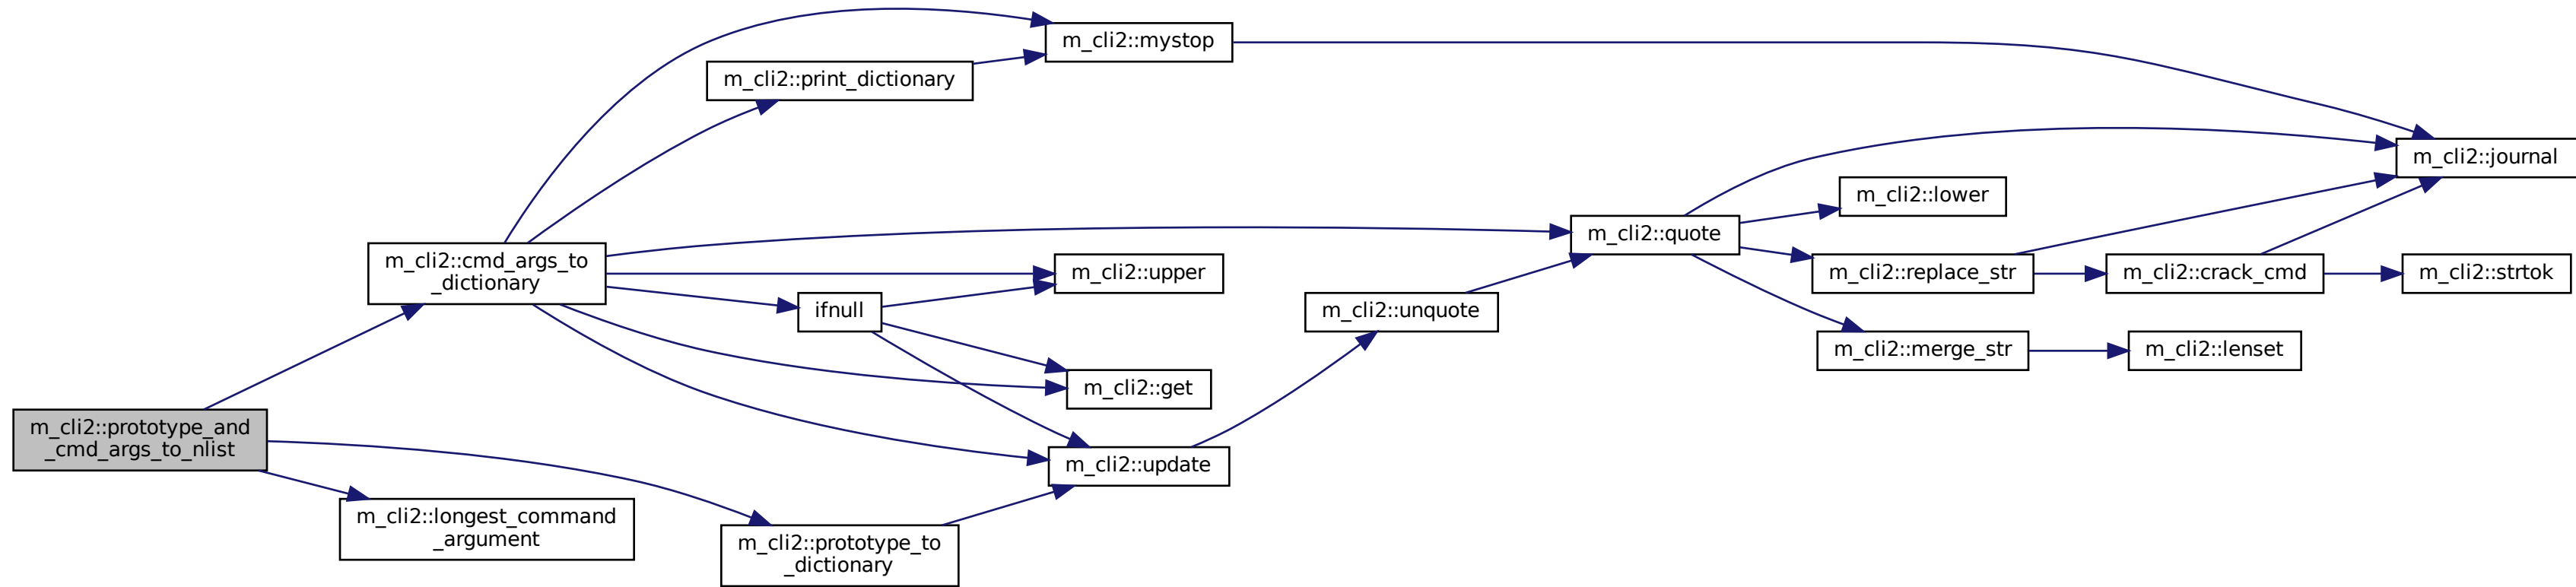 m_cli2::prototype_and
_cmd_args_to_nlist
m_cli2::cmd_args_to
_dictionary
m_cli2::longest_command
_argument
m_cli2::print_dictionary
ifnull
m_cli2::prototype_to
_dictionary
m_cli2::mystop
m_cli2::upper
m_cli2::get
m_cli2::update
m_cli2::unquote
m_cli2::quote
m_cli2::lower
m_cli2::replace_str
m_cli2::merge_str
m_cli2::crack_cmd
m_cli2::lenset
m_cli2::journal
m_cli2::strtok